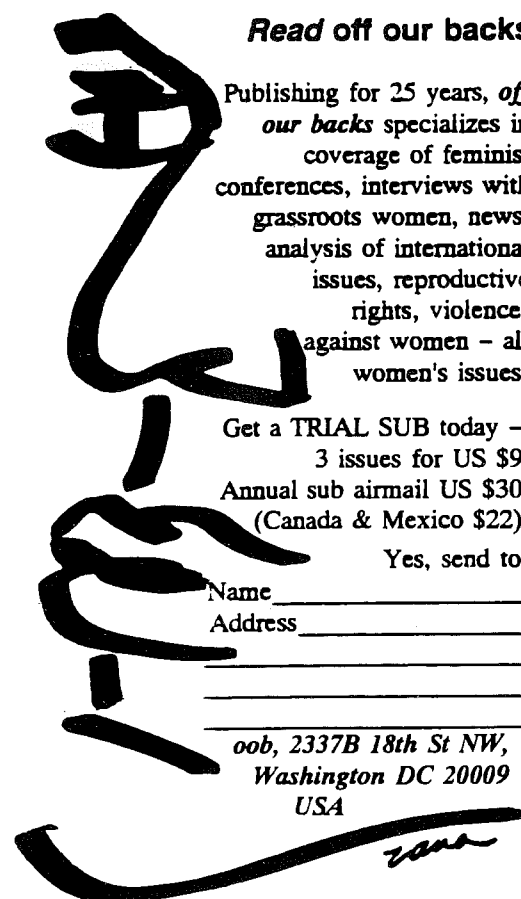 Read off our backs
Publishing for 25 years, of
our backs specializes in
coverage of feminis
conferences, interviews with
grassroots women, news
analysis of internationa
issues, reproductive
rights, violence
against women – al
women's issues
Get a TRIAL SUB today –
3 issues for US $9
Annual sub airmail US $30
(Canada & Mexico $22)
Yes, send to
Name
Address
oob, 2337B 18th St NW,
Washington DC 20009
USA
zana